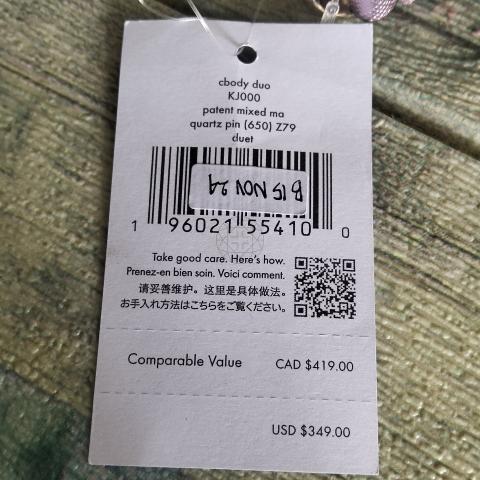 cbody duo
KJ000
patent mixed ma
quartz pin (650) Z79
duet
B 15 NOV 24
1 96021 55410 0
Take good care. Here's how.
Prenez-en bien soin. Voici comment.
请妥善维护。这里是具体做法。
お手入れ方法はこちらをご覧ください。
Comparable Value CAD $419.00
USD $349.00